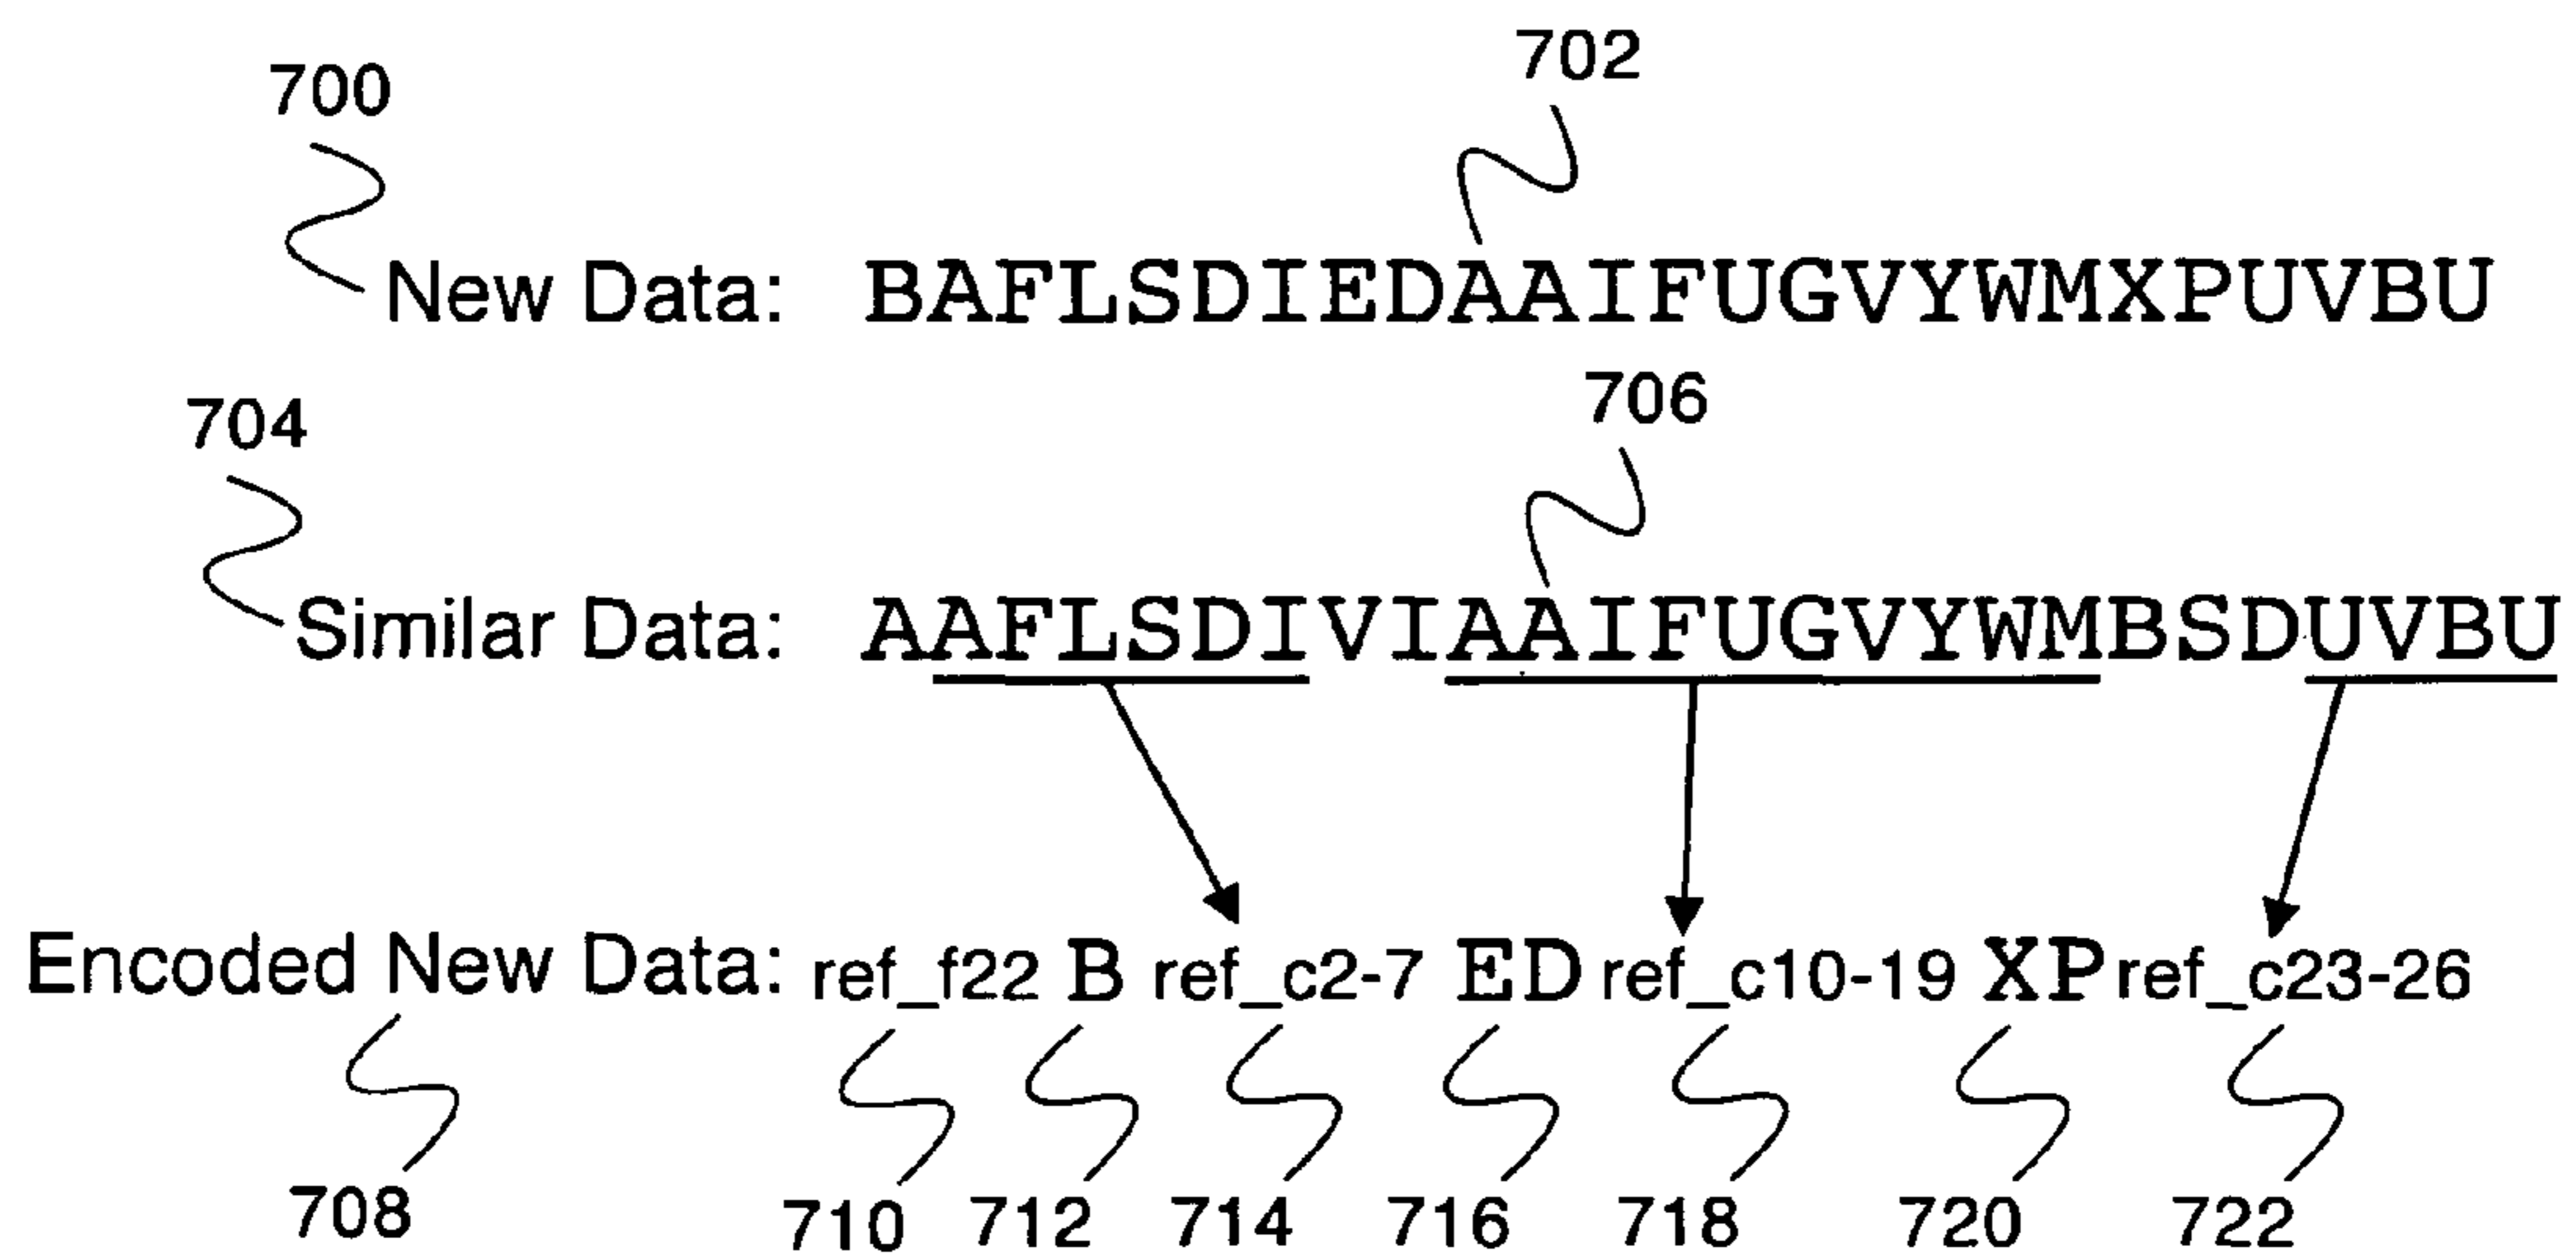 702
700
New Data: BAFLSDIEDAAIFUGVYWMXPUVBU
706
704
Similar Data: AAFLSDIVIAAIFUGVYWMBSDUVBU
Encoded New Data: ref_f22 B ref_c2-7 ED ref_c10-19 XP ref_c23-26
708 710 712 714 716 718 720 722